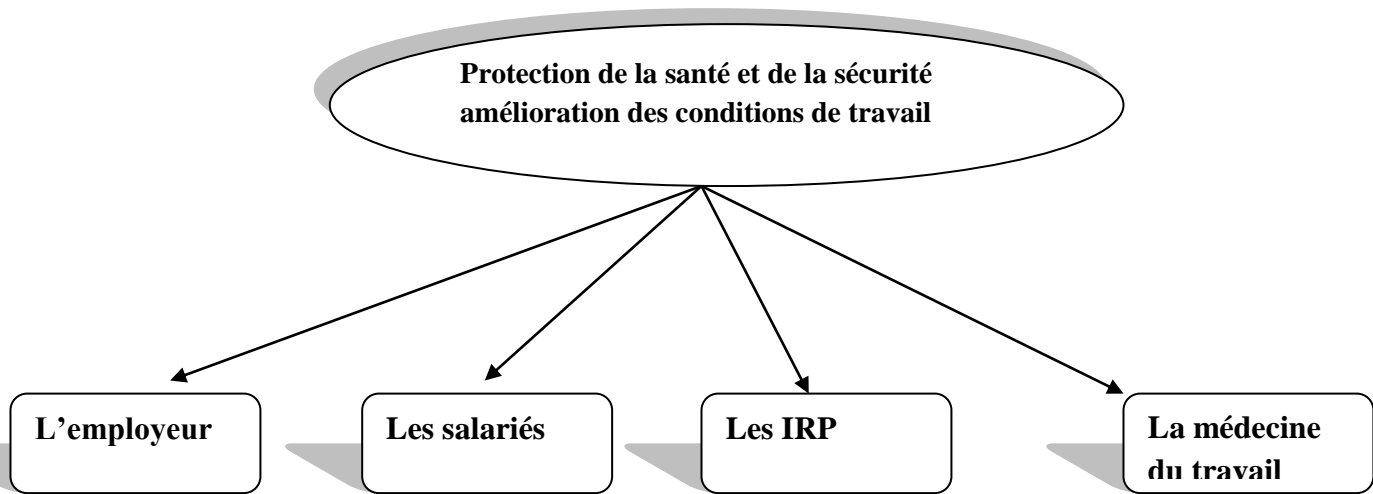 Protection de la santé et de la sécurité
amélioration des conditions de travail
L’employeur
Les salariés
Les IRP
La médecine
du travail